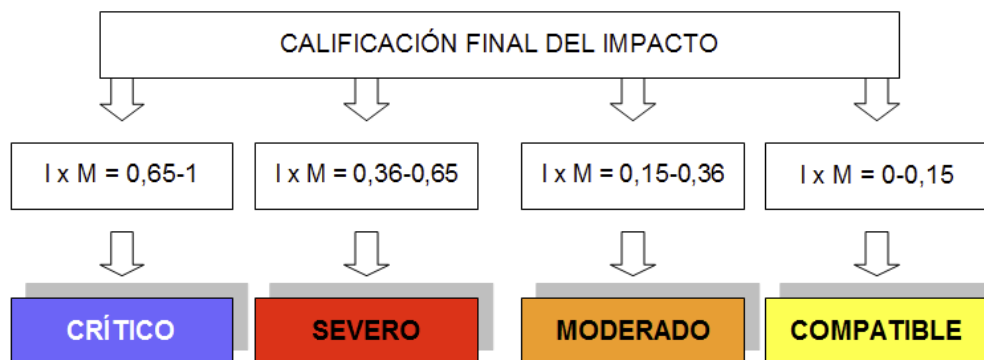 CALIFICACIÓN FINAL DEL IMPACTO
I x M = 0,65-1
I x M = 0,36-0,65
I x M = 0,15-0,36
I x M = 0-0,15
CRÍTICO
SEVERO
MODERADO
COMPATIBLE